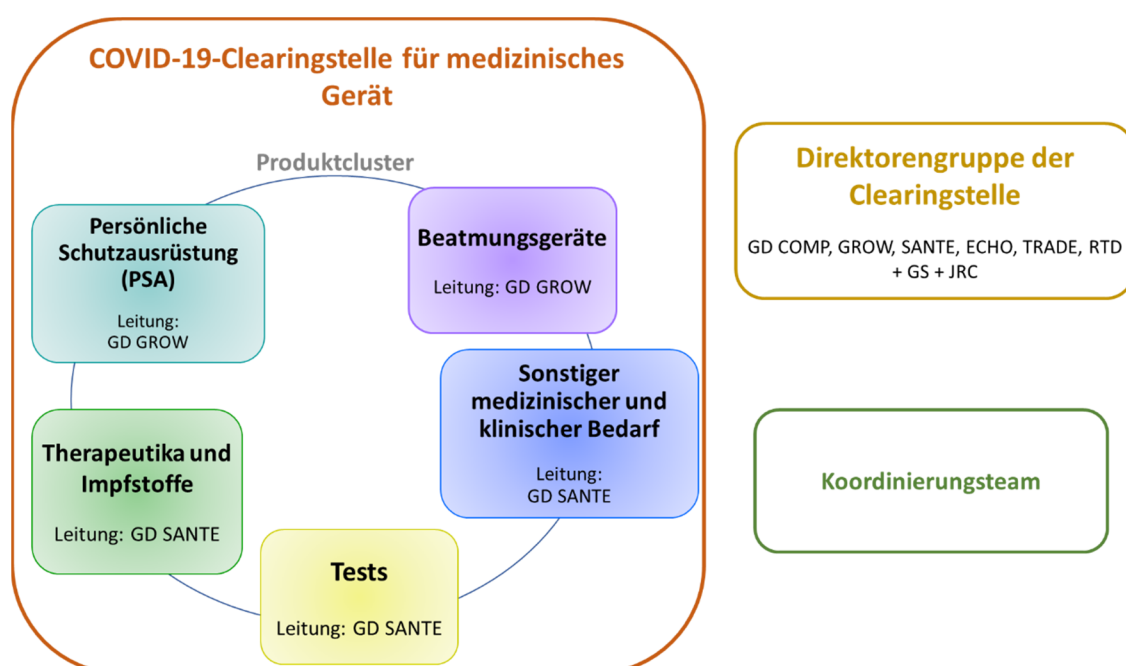 COVID-19-Clearingstelle für medizinisches
Gerät
Produktcluster
Persönliche
Schutzausrüstung
(PSA)
Leitung:
GD GROW
Beatmungsgeräte
Leitung: GD GROW
Sonstiger
medizinischer und
klinischer Bedarf
Leitung:
GD SANTE
Therapeutika und
Impfstoffe
Leitung: GD SANTE
Tests
Leitung: GD SANTE
Direktorengruppe der
Clearingstelle
GD COMP, GROW, SANTE, ECHO, TRADE, RTD
+ GS + JRC
Koordinierungsteam